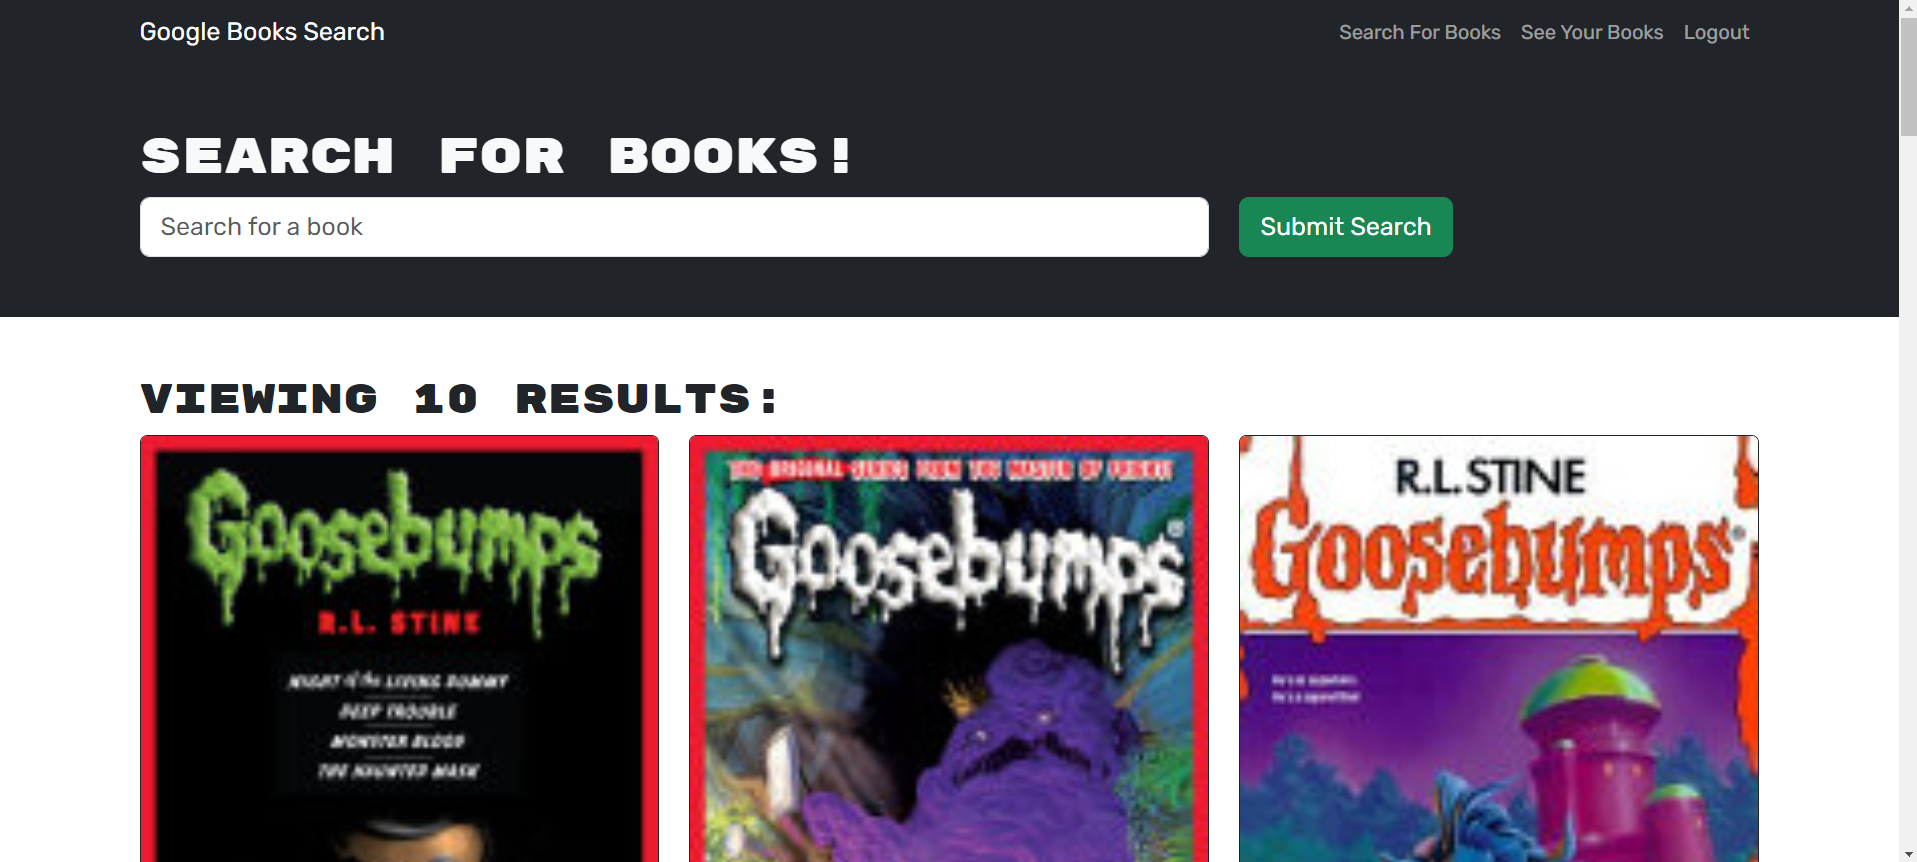 Google Books Search
Search For Books
See Your Books
Logout
SEARCH FOR BOOKS!
Search for a book
Submit Search
VIEWING 10 RESULTS:
Goosebumps
R.L. STINE
NIGHT of the LIVING DUMMY
DEEP TROUBLE
MONSTER BLOOD
THE HAUNTED MASK
THE ORIGINAL SERIES FROM THE MASTER OF FRIGHT
Goosebumps
R.L. STINE
Goosebumps